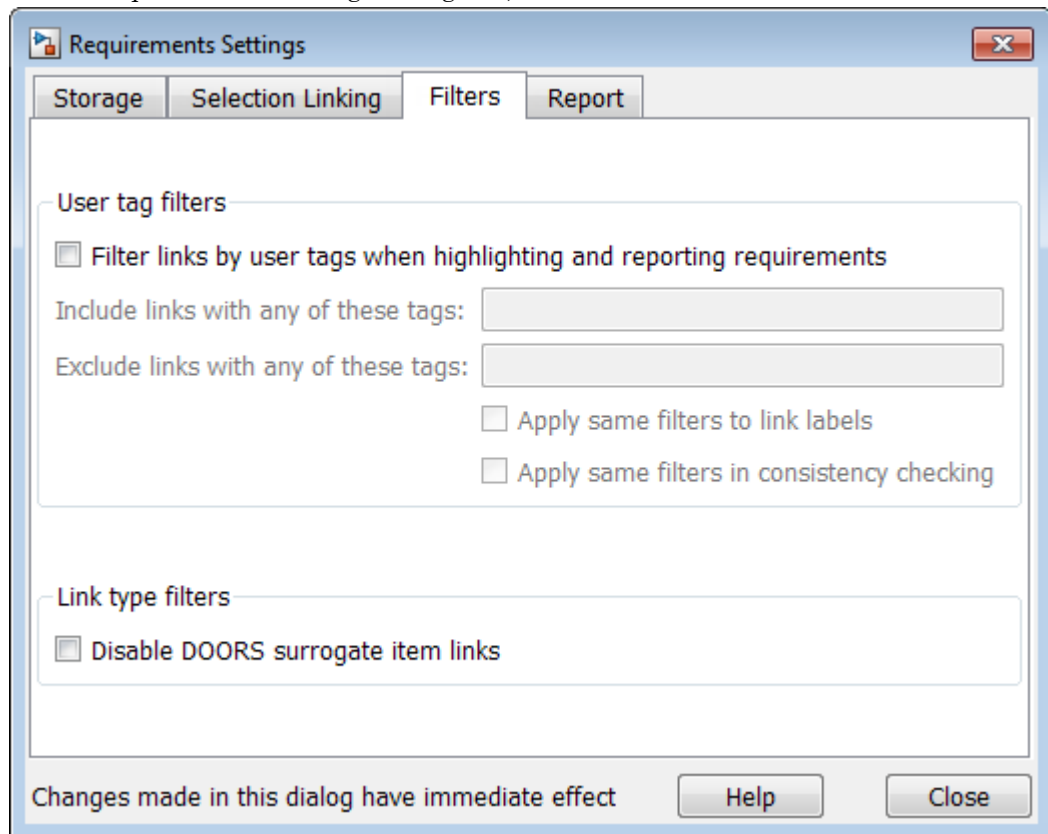 Requirements Settings
Storage
Selection Linking
Filters
Report
User tag filters
Filter links by user tags when highlighting and reporting requirements
Include links with any of these tags:
Exclude links with any of these tags:
Apply same filters to link labels
Apply same filters in consistency checking
Link type filters
Disable DOORS surrogate item links
Changes made in this dialog have immediate effect
Help
Close